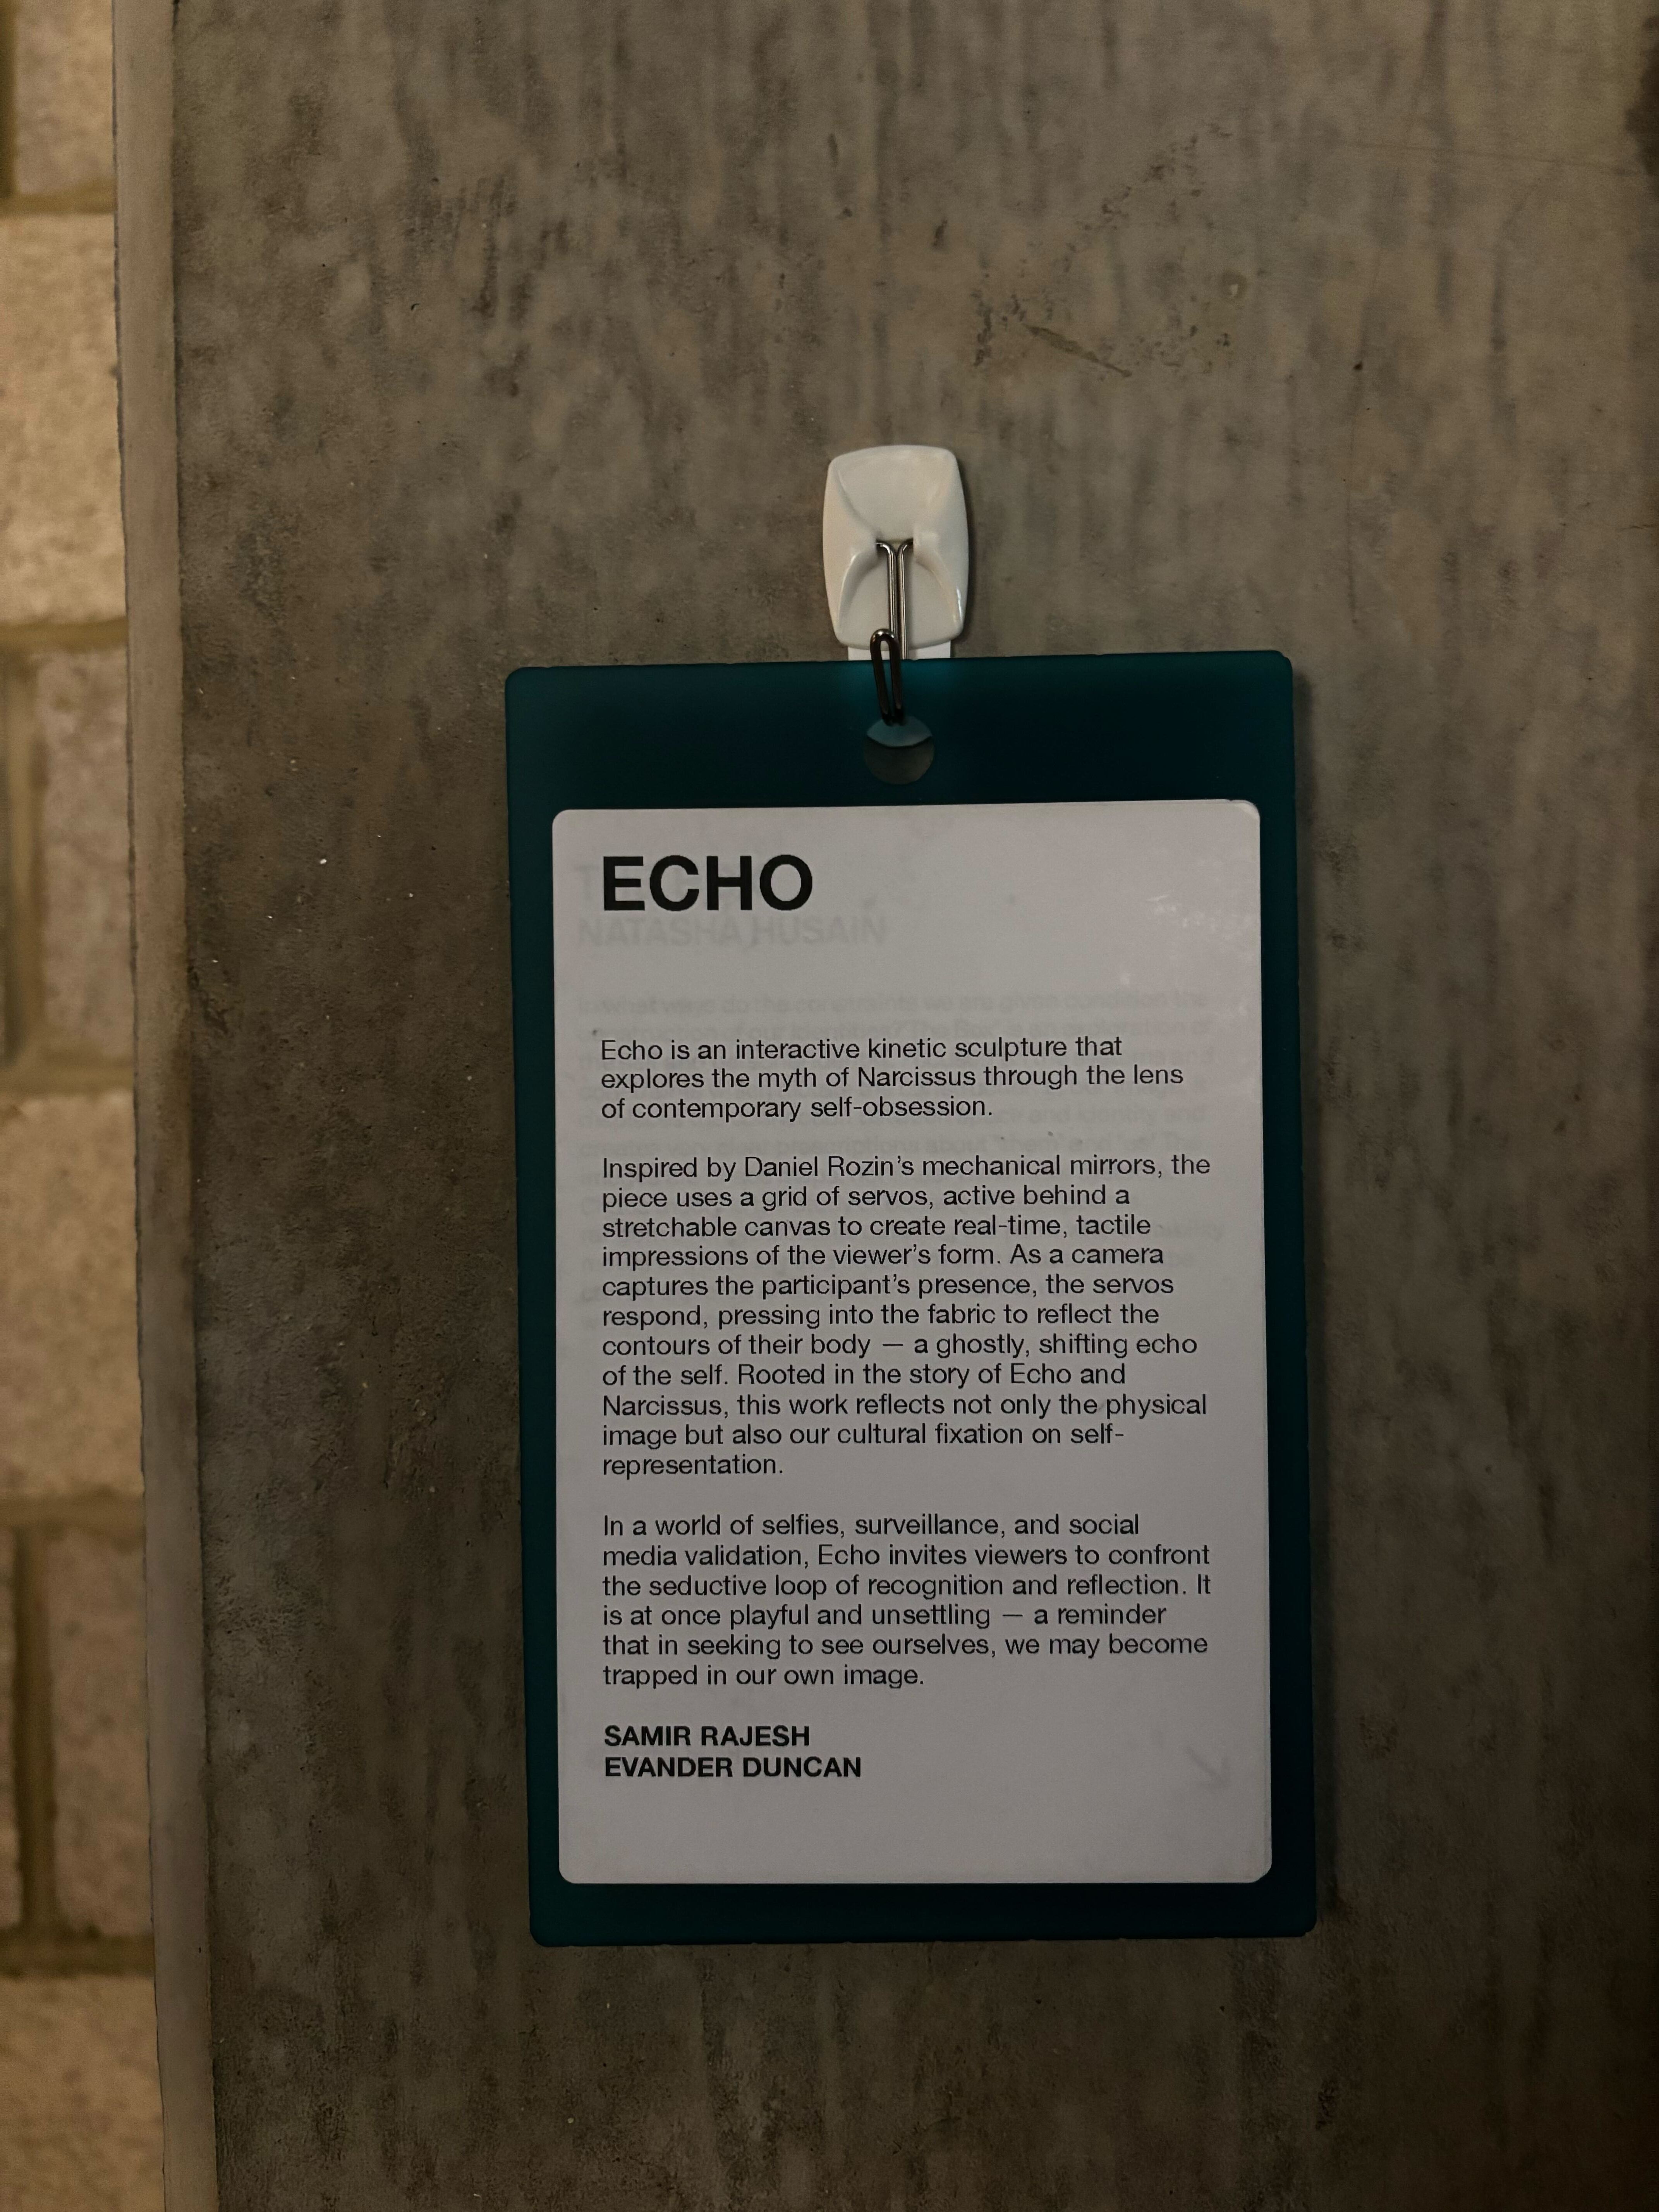 ECHO
NATASHA HUSAIN
Echo is an interactive kinetic sculpture that
explores the myth of Narcissus through the lens
of contemporary self-obsession.
Inspired by Daniel Rozin’s mechanical mirrors, the
piece uses a grid of servos, active behind a
stretchable canvas to create real-time, tactile
impressions of the viewer’s form. As a camera
captures the participant’s presence, the servos
respond, pressing into the fabric to reflect the
contours of their body — a ghostly, shifting echo
of the self. Rooted in the story of Echo and
Narcissus, this work reflects not only the physical
image but also our cultural fixation on self-
representation.
In a world of selfies, surveillance, and social
media validation, Echo invites viewers to confront
the seductive loop of recognition and reflection. It
is at once playful and unsettling — a reminder
that in seeking to see ourselves, we may become
trapped in our own image.
SAMIR RAJESH
EVANDER DUNCAN